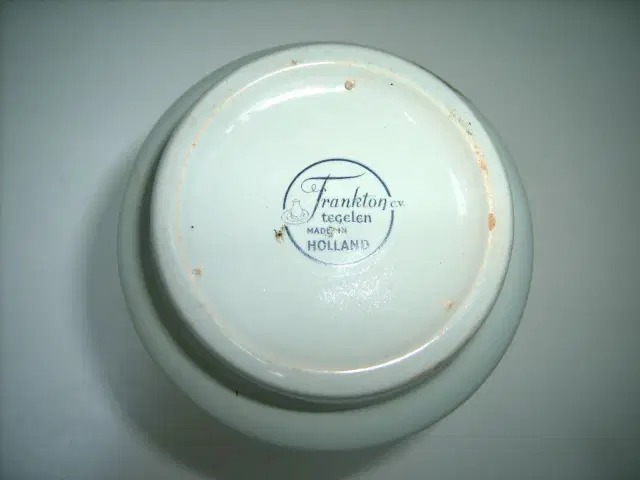 Frankton c.v.
tegelen
MADE IN
HOLLAND